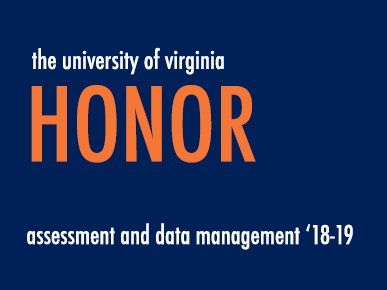 the university of virginia
HONOR
assessment and data management ‘18-19